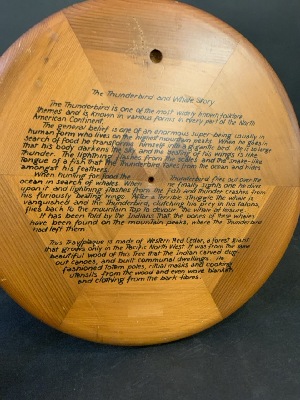 The Thunderbird and Whale Story
The Thunderbird is one of the most widely known folklore
themes and is known in various forms in every part of the North
American Continent.
The general belief is of an enormous super-being usually in
human form who lives on the highest mountain peaks. When he goes in
search of food he transforms himself into a gigantic bird. He is so large
that his body darkens the sky and the of his wings is like
thunder. The lightning flashes from his and the snake-like
tongue of a fish that the Thunderbird takes from the ocean and hides
amongst his feathers.
When hunting for food the Thunderbird flies out over the
ocean in search of whales. When he finally sights one he dives
upon it and lightning flashes from the fish and thunder crashes from
his furiously beating wings. After a terrible struggle the whale is
vanquished and the Thunderbird, clutching his prey in his talons,
flies back to the mountain top to devour the whale at leisure.
It has been told by the Indians that the bones of these whales
have been found on the mountain peaks, where the Thunderbird
had left them.
This Tray/plaque is made of Western Red Cedar, a forest giant
that grows only in the Pacific North West. It was from the
beautiful wood of this tree that the Indian carved dug
out canoes, and built communal dwellings. He
fashioned totem poles, ritual masks and cooking
utensils from the wood and even wove blankets
and clothing from the bark fibres.